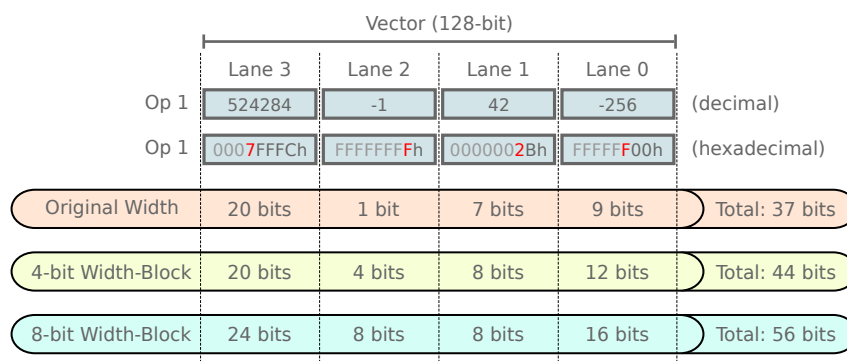 Vector (128-bit)
Lane 3 Lane 2 Lane 1 Lane 0
Op 1 524284 -1 42 -256 (decimal)
Op 1 0007FFFCh FFFFFFFFh 0000002Bh FFFFFF00h (hexadecimal)
Original Width 20 bits 1 bit 7 bits 9 bits Total: 37 bits
4-bit Width-Block 20 bits 4 bits 8 bits 12 bits Total: 44 bits
8-bit Width-Block 24 bits 8 bits 8 bits 16 bits Total: 56 bits